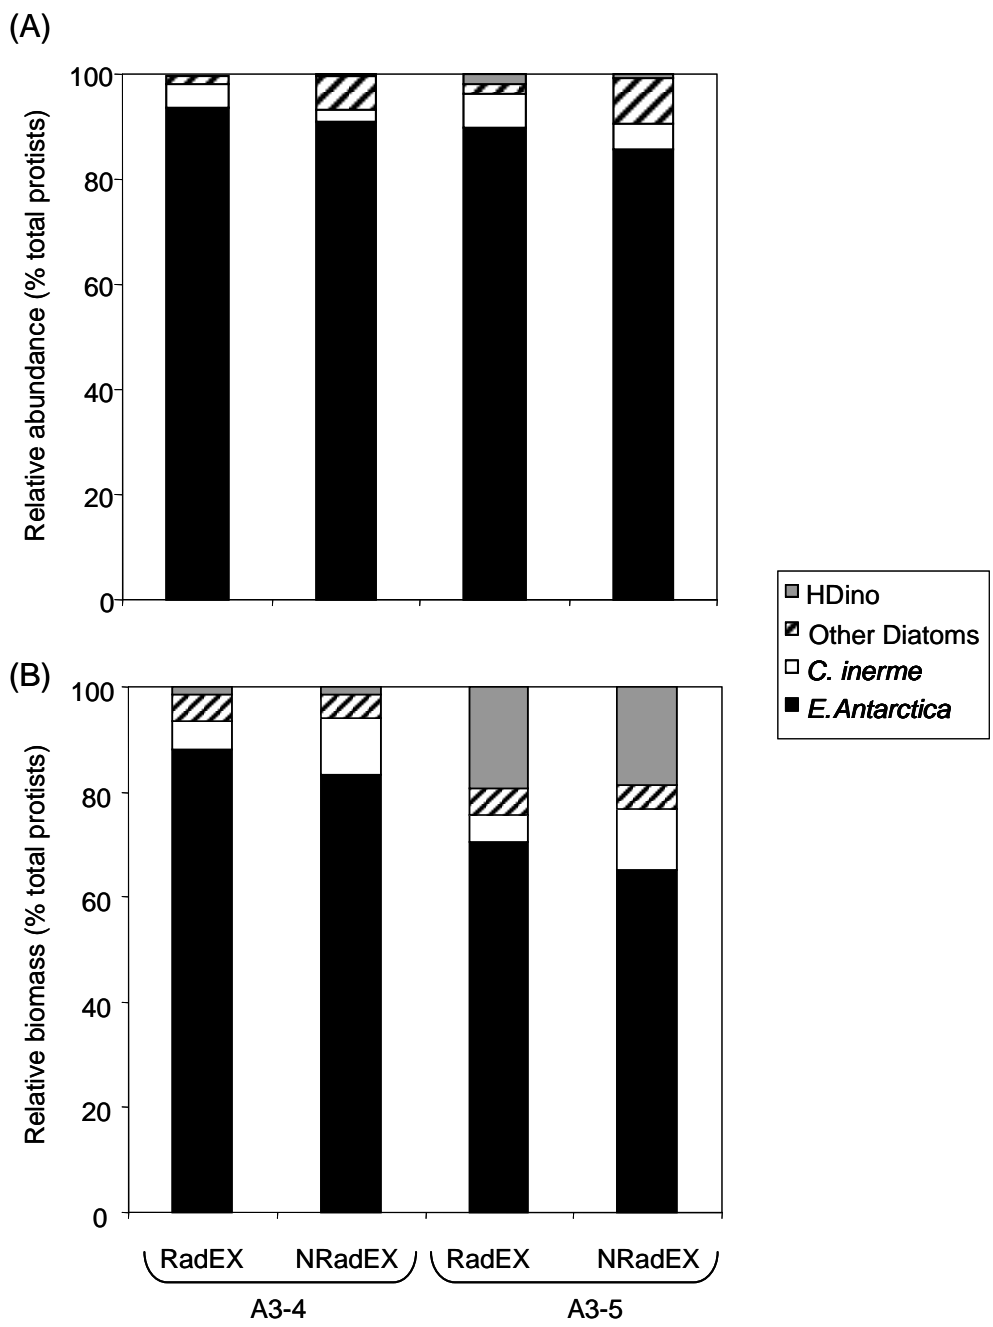 (A)
100
80
60
40
20
0
Relative abundance (% total protists)
HDino
Other Diatoms
C. inerme
E. Antarctica
(B)
100
80
60
40
20
0
Relative biomass (% total protists)
RadEX NRadEX RadEX NRadEX
A3-4 A3-5